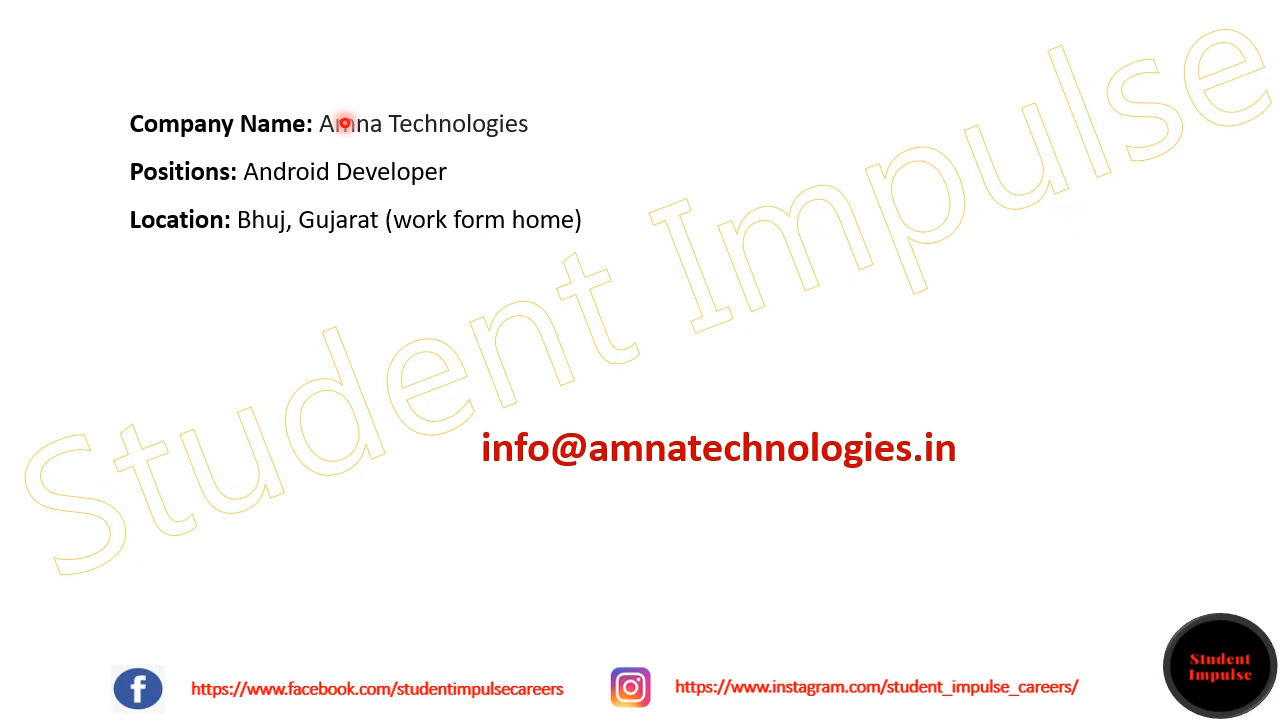 Company Name: Amna Technologies
Positions: Android Developer
Location: Bhuj, Gujarat (work form home)
Student Impulse
info@amnatechnologies.in
https://www.facebook.com/studentimpulsecareers
https://www.instagram.com/student_impulse_careers/
Student
Impulse